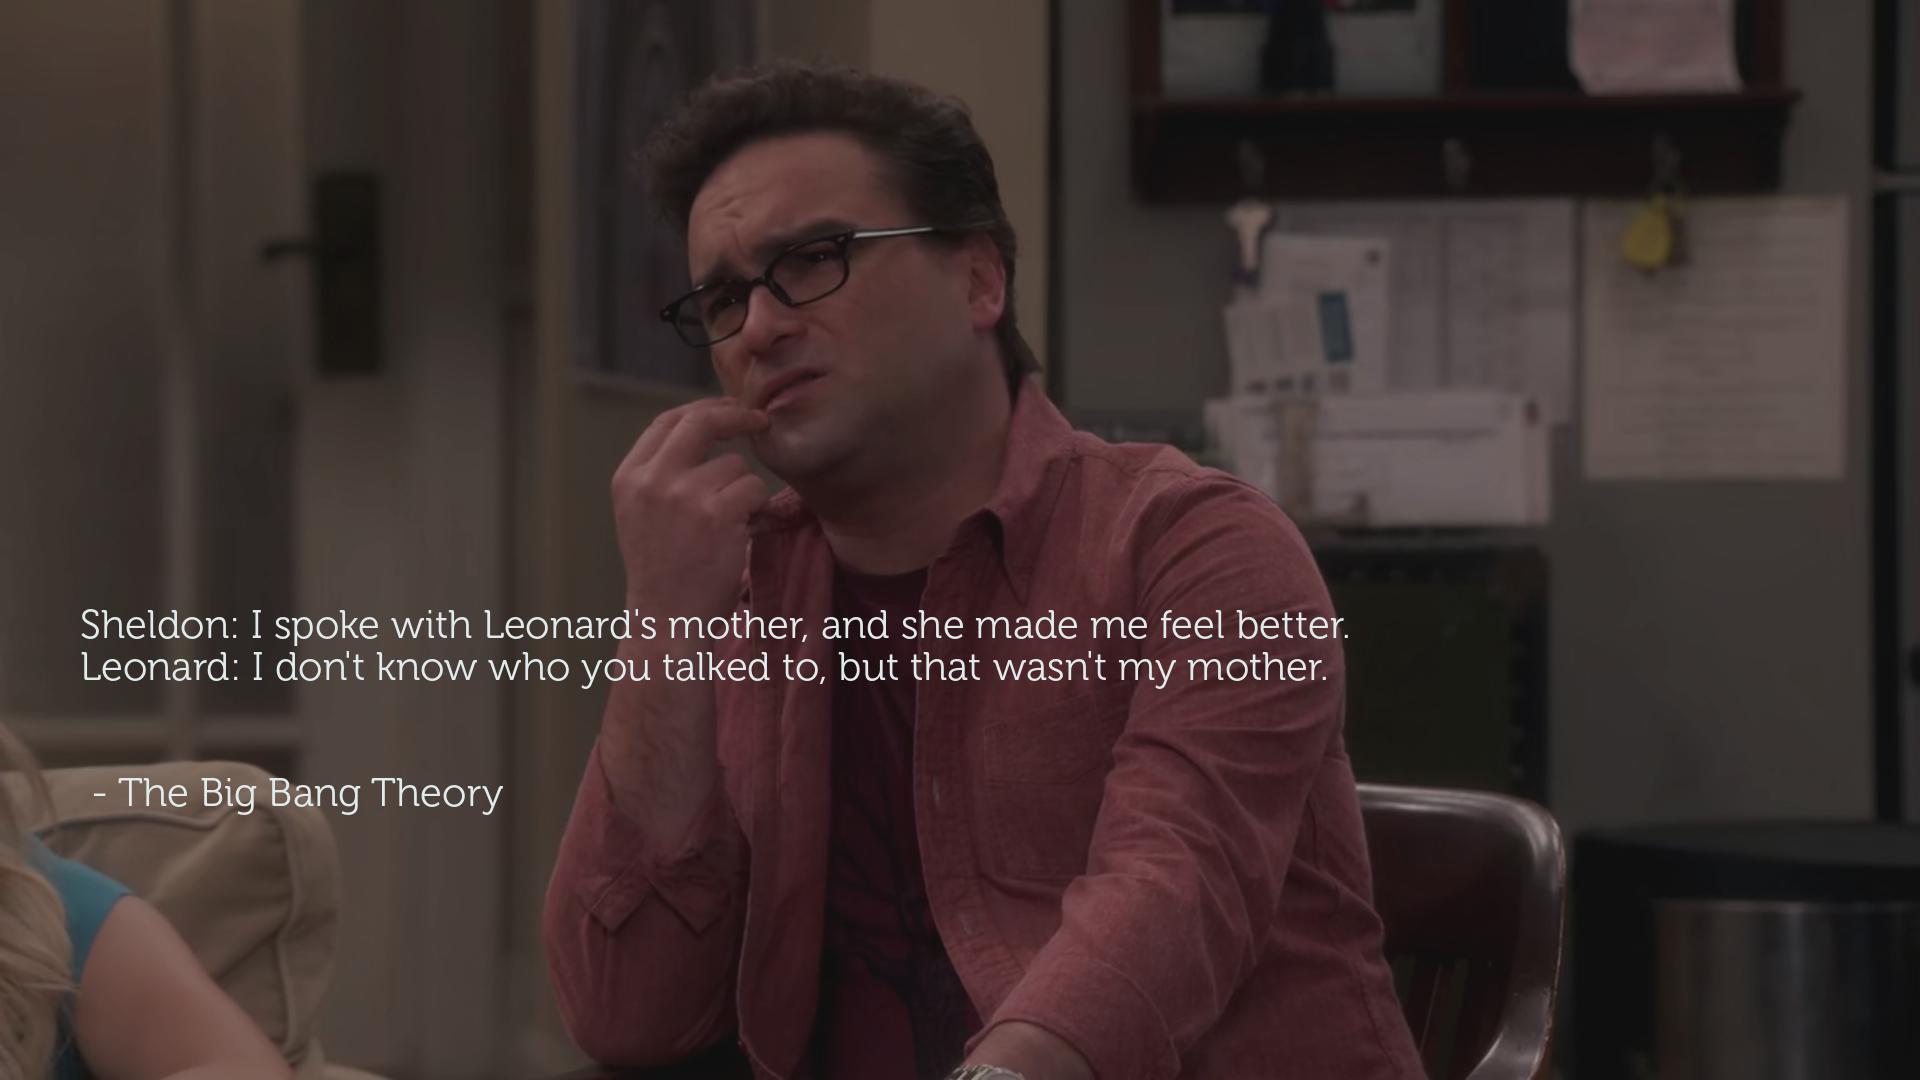 Sheldon: I spoke with Leonard's mother, and she made me feel better.
Leonard: I don't know who you talked to, but that wasn't my mother.
- The Big Bang Theory